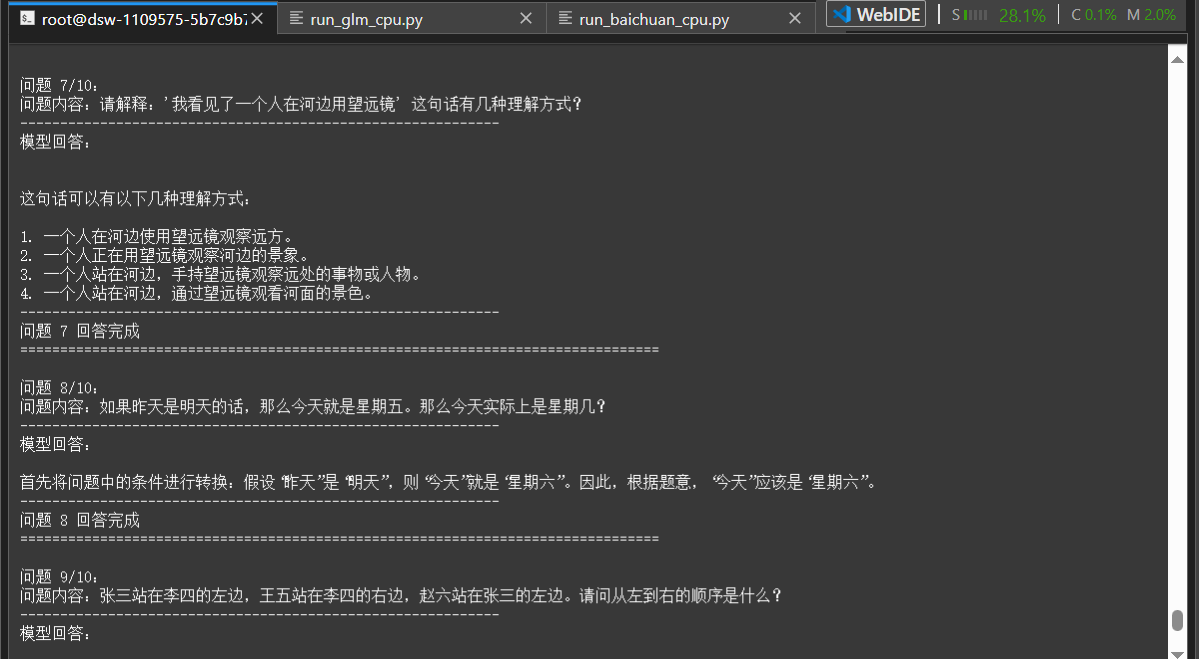 root@dsw-1109575-5b7c9b7 run_glm_cpu.py run_baichuan_cpu.py WebIDE S 28.1% C 0.1% M 2.0%
问题 7/10:
问题内容: 请解释: '我看见了一个人在河边用望远镜' 这句话有几种理解方式?
------------------------------------------------------------
模型回答:
这句话可以有以下几种理解方式:
1. 一个人在河边使用望远镜观察远方。
2. 一个人正在用望远镜观察河边的景象。
3. 一个人站在河边，手持望远镜观察远处的事物或人物。
4. 一个人站在河边，通过望远镜观看河面的景色。
------------------------------------------------------------
问题 7 回答完成
================================================================================
问题 8/10:
问题内容: 如果昨天是明天的话，那么今天就是星期五。那么今天实际上是星期几?
------------------------------------------------------------
模型回答:
首先将问题中的条件进行转换: 假设“昨天”是“明天”，则“今天”就是“星期六”。因此，根据题意，“今天”应该是“星期六”。
------------------------------------------------------------
问题 8 回答完成
================================================================================
问题 9/10:
问题内容: 张三站在李四的左边，王五站在李四的右边，赵六站在张三的左边。请问从左到右的顺序是什么?
------------------------------------------------------------
模型回答: